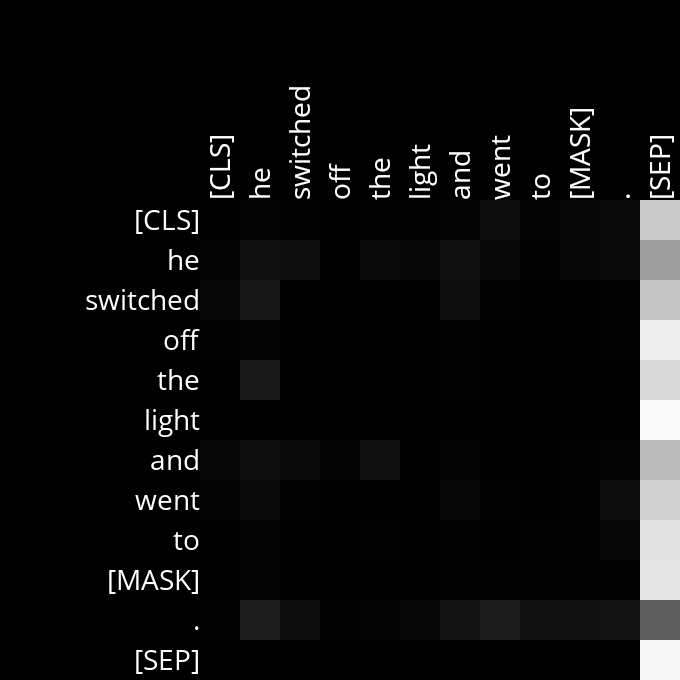 [CLS] he switched off the light and went to [MASK] . [SEP]
[CLS]
he
switched
off
the
light
and
went
to
[MASK]
.
[SEP]